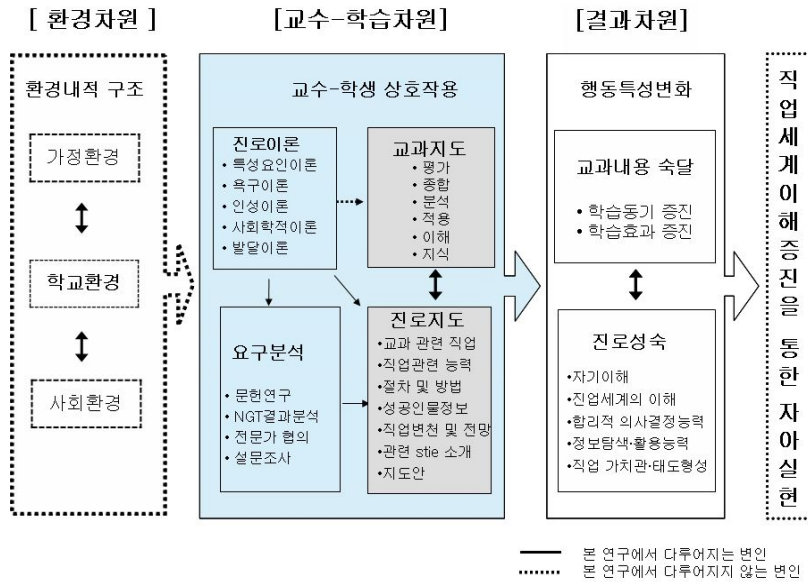 [ 환경차원 ]
[교수-학습차원]
[결과차원]
환경내적 구조
가정환경
학교환경
사회환경
교수-학생 상호작용
진로이론
• 특성요인이론
• 욕구이론
• 인성이론
• 사회학적이론
• 발달이론
교과지도
• 평가
• 종합
• 분석
• 적용
• 이해
• 지식
요구분석
• 문헌연구
• NGT결과분석
• 전문가 협의
• 설문조사
진로지도
•교과 관련 직업
•직업관련 능력
•절차 및 방법
•성공인물정보
•직업변천 및 전망
•관련 stie 소개
•지도안
행동특성변화
교과내용 숙달
• 학습동기 증진
• 학습효과 증진
진로성숙
•자기이해
•진업세계의 이해
•합리적 의사결정능력
•정보탐색·활용능력
•직업 가치관·태도형성
직업세계이해증진을 통한 자아실현
본 연구에서 다루어지는 변인
본 연구에서 다루어지지 않는 변인